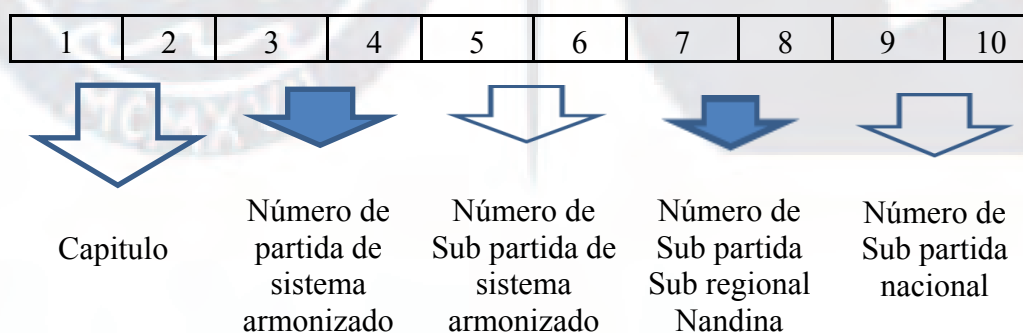 1 2 3 4 5 6 7 8 9 10
Capitulo
Número de
partida de
sistema
armonizado
Número de
Sub partida de
sistema
armonizado
Número de
Sub partida
Sub regional
Nandina
Número de
Sub partida
nacional